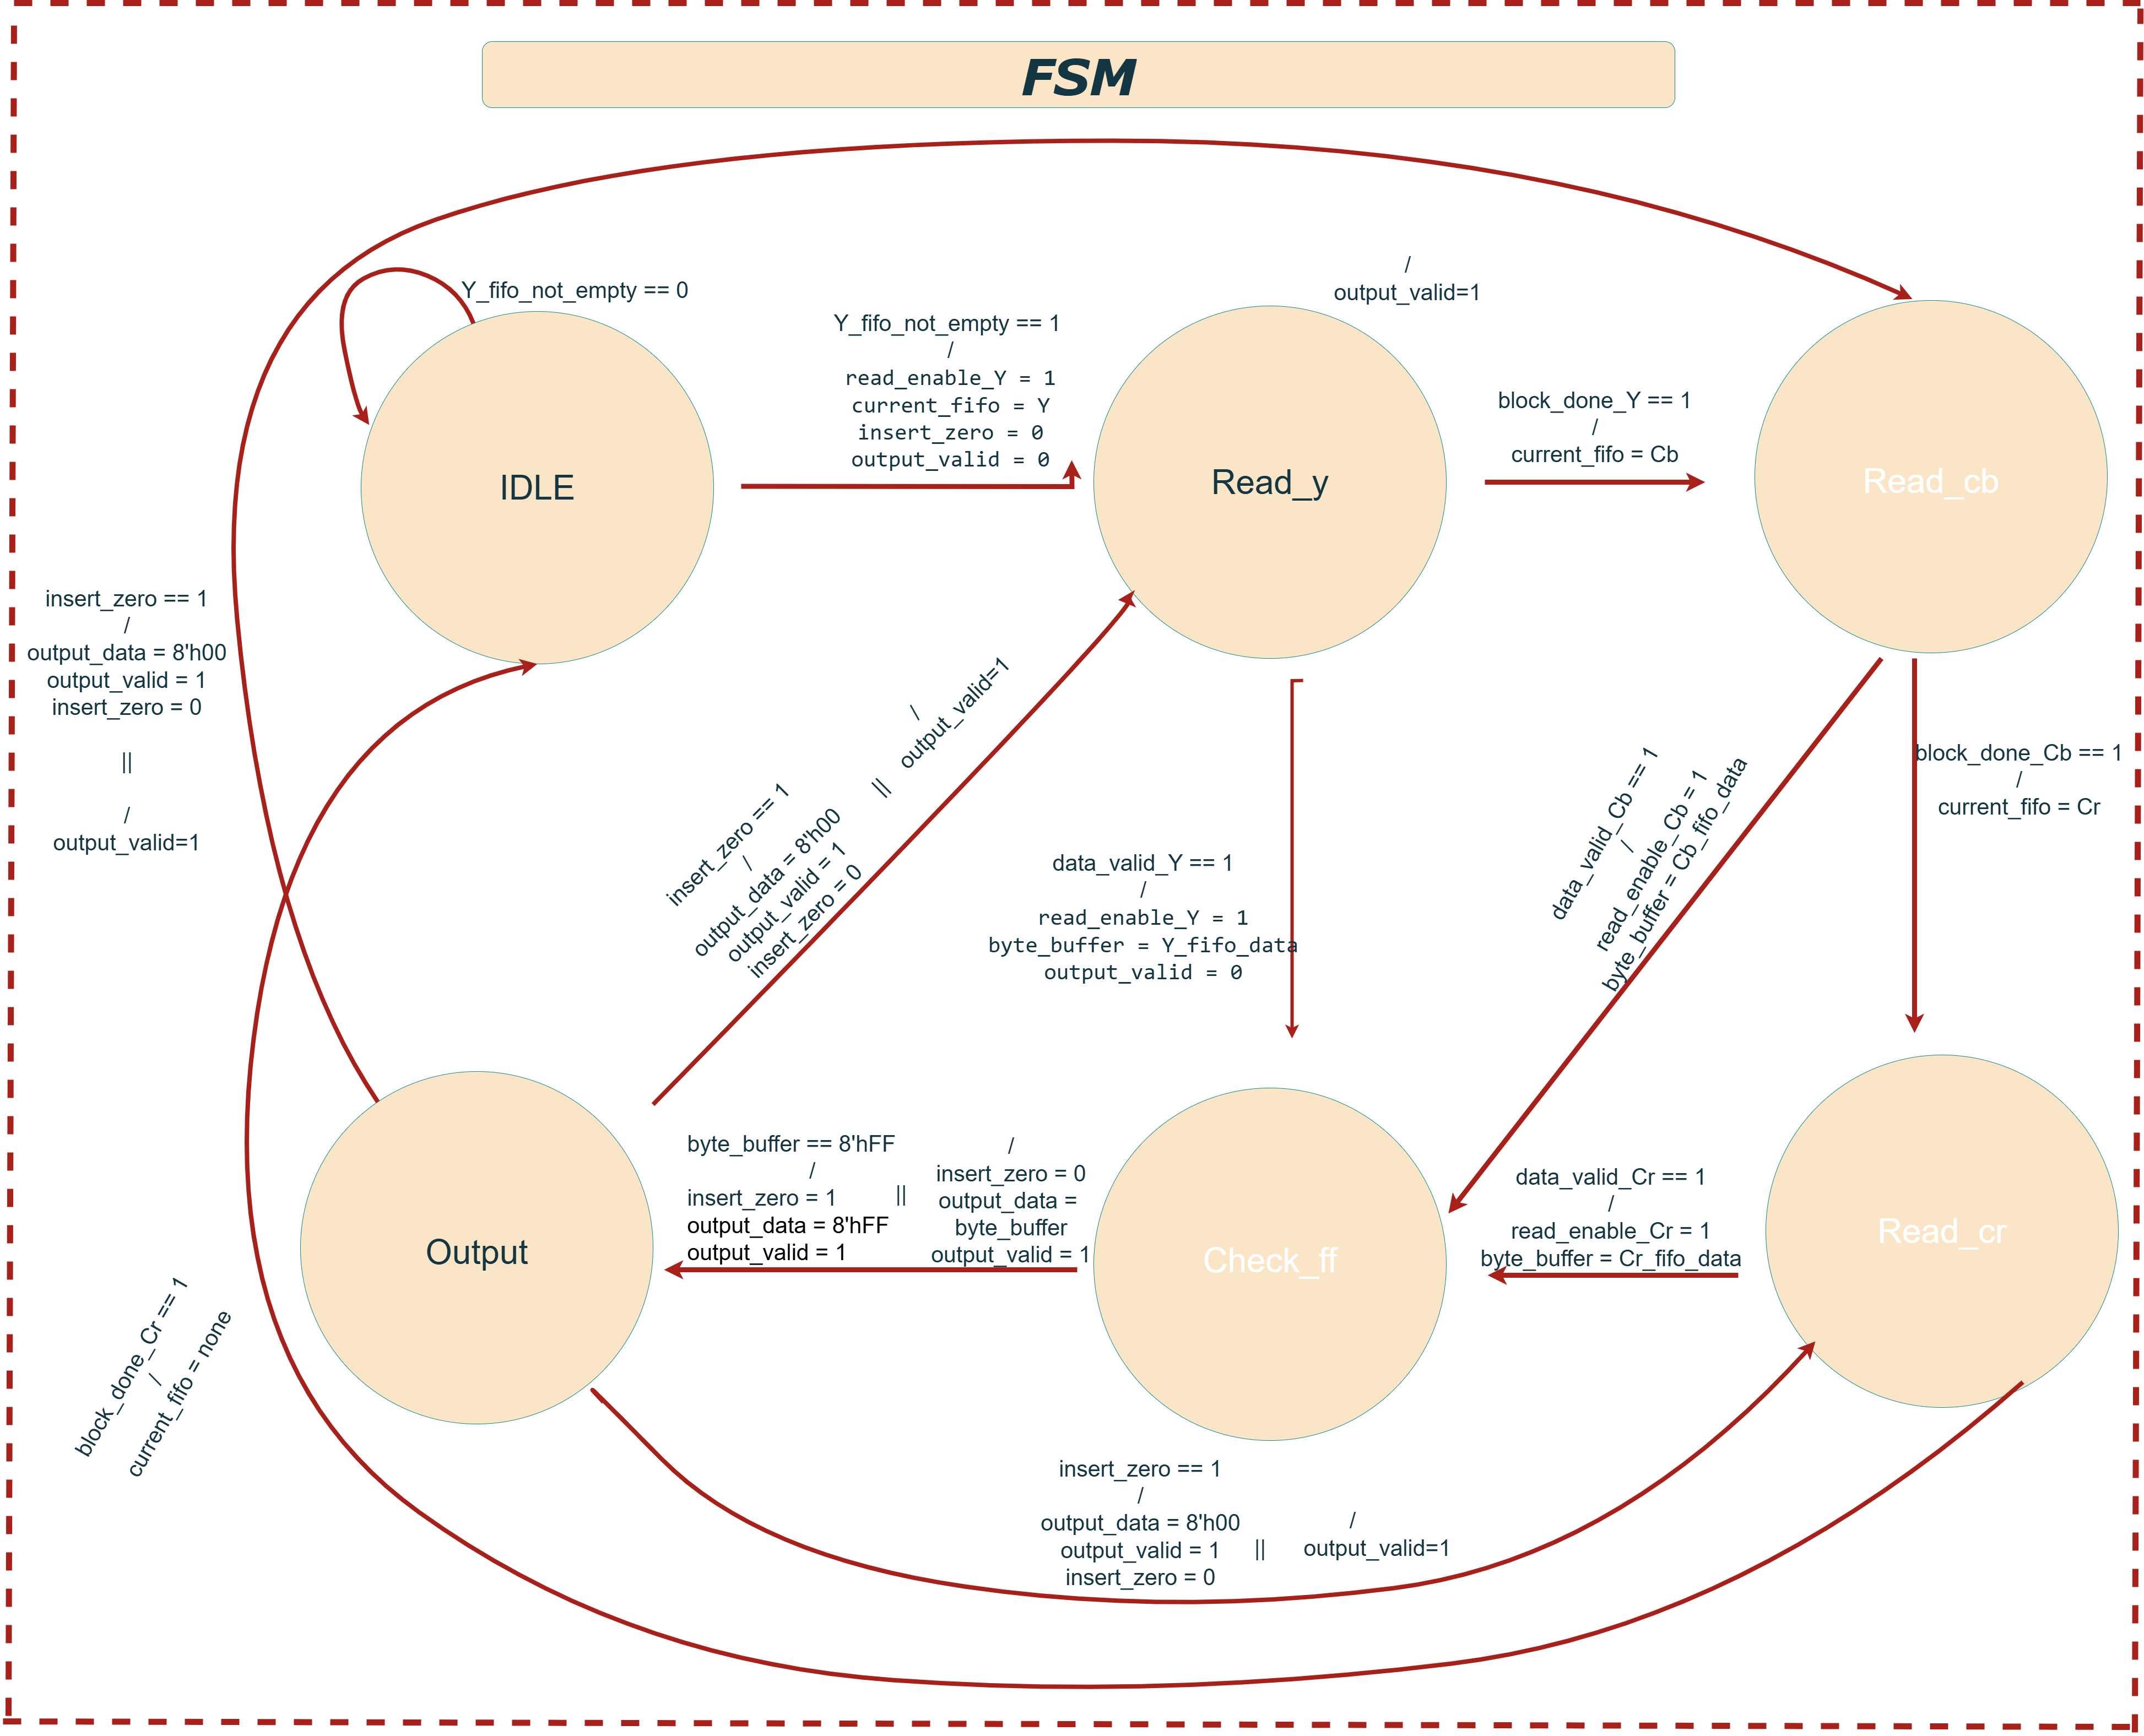 FSM
/
output_valid=1
Y_fifo_not_empty == 0
Y_fifo_not_empty == 1
/
read_enable_Y = 1
current_fifo = Y
insert_zero = 0
output_valid = 0
block_done_Y == 1
/
current_fifo = Cb
IDLE
Read_y
Read_cb
insert_zero == 1
/
output_data = 8'h00
output_valid = 1
insert_zero = 0
||
/
output_valid=1
insert_zero == 1
/
output_data = 8'h00
output_valid = 1
insert_zero = 0
||
/
output_valid=1
data_valid_Y == 1
/
read_enable_Y = 1
byte_buffer = Y_fifo_data
output_valid = 0
data_valid_Cb == 1
/
read_enable_Cb = 1
byte_buffer = Cb_fifo_data
block_done_Cb == 1
/
current_fifo = Cr
byte_buffer == 8'hFF
/
insert_zero = 1
output_data = 8'hFF
output_valid = 1
||
/
insert_zero = 0
output_data =
byte_buffer
output_valid = 1
data_valid_Cr == 1
/
read_enable_Cr = 1
byte_buffer = Cr_fifo_data
Output
Check_ff
Read_cr
block_done_Cr == 1
/
current_fifo = none
insert_zero == 1
/
output_data = 8'h00
output_valid = 1
insert_zero = 0
||
/
output_valid=1